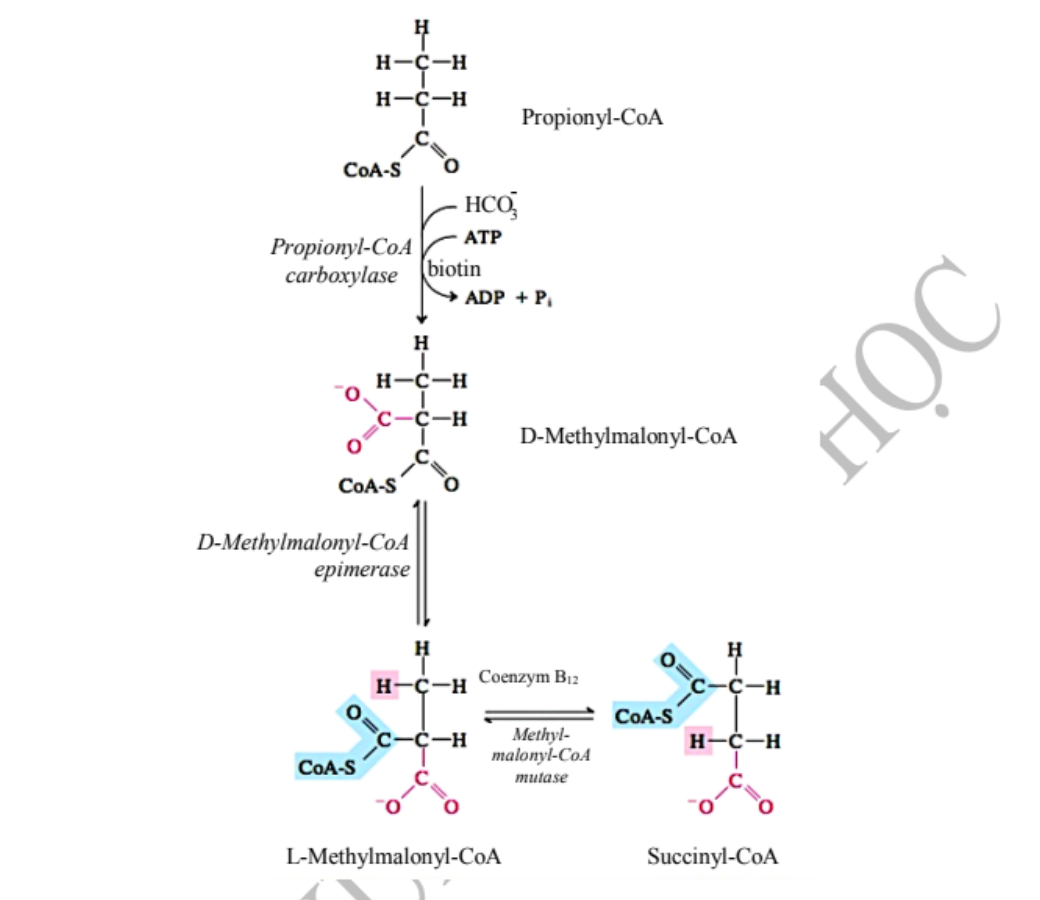 H
H-C-H
H-C-H
Propionyl-CoA
C
CoA-S
O
HCO₃⁻
Propionyl-CoA
carboxylase
ATP
biotin
ADP + Pᵢ
H
H-C-H
⁻O
C-C-H
O
D-Methylmalonyl-CoA
C
CoA-S
O
D-Methylmalonyl-CoA
epimerase
H
H-C-H
O
C-C-H
CoA-S
C
⁻O
O
L-Methylmalonyl-CoA
Coenzym B₁₂
Methyl-
malonyl-CoA
mutase
H
O
C-C-H
CoA-S
H-C-H
C
⁻O
O
Succinyl-CoA
HỌC